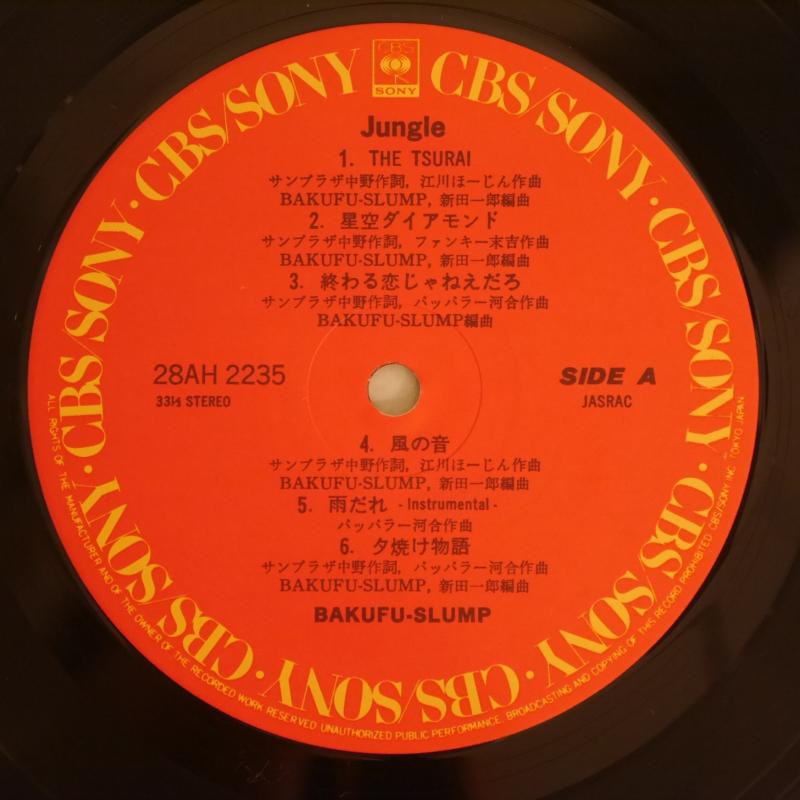 CBS/SONY · CBS/SONY · CBS/SONY · CBS/SONY · CBS/SONY · CBS/SONY · CBS/SONY · CBS/SONY
CBS
SONY
Jungle
1. THE TSURAI
サンプラザ中野作詞, 江川ほーじん作曲
BAKUFU-SLUMP, 新田一郎編曲
2. 星空ダイアモンド
サンプラザ中野作詞, ファンキー末吉作曲
BAKUFU-SLUMP, 新田一郎編曲
3. 終わる恋じゃねえだろ
サンプラザ中野作詞, パッパラー河合作曲
BAKUFU-SLUMP編曲
28AH 2235
33⅓ STEREO
SIDE A
JASRAC
4. 風の音
サンプラザ中野作詞, 江川ほーじん作曲
BAKUFU-SLUMP, 新田一郎編曲
5. 雨だれ - Instrumental -
パッパラー河合作曲
6. 夕焼け物語
サンプラザ中野作詞, パッパラー河合作曲
BAKUFU-SLUMP, 新田一郎編曲
BAKUFU-SLUMP
ALL RIGHTS OF THE MANUFACTURER AND OF THE OWNER OF THE RECORDED WORK RESERVED UNAUTHORIZED PUBLIC PERFORMANCE, BROADCASTING AND COPYING OF THIS RECORD PROHIBITED CBS/SONY INC. TOKYO JAPAN